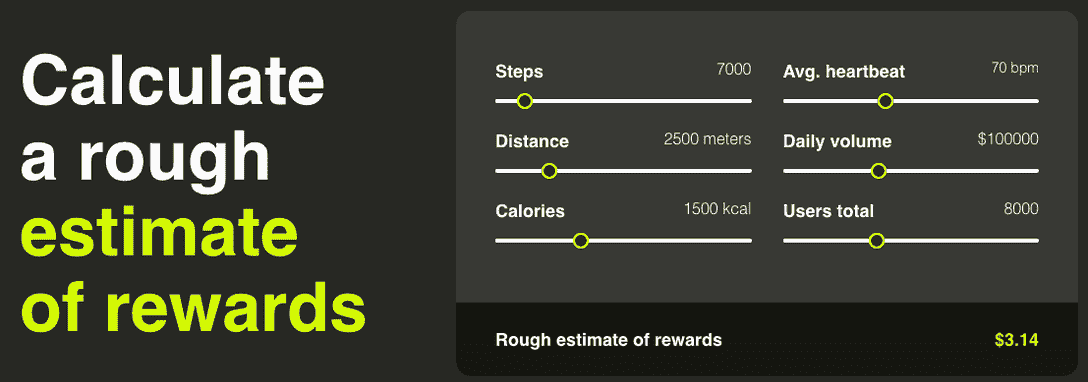 Calculate
a rough
estimate
of rewards
Steps 7000
Distance 2500 meters
Calories 1500 kcal
Avg. heartbeat 70 bpm
Daily volume $100000
Users total 8000
Rough estimate of rewards $3.14